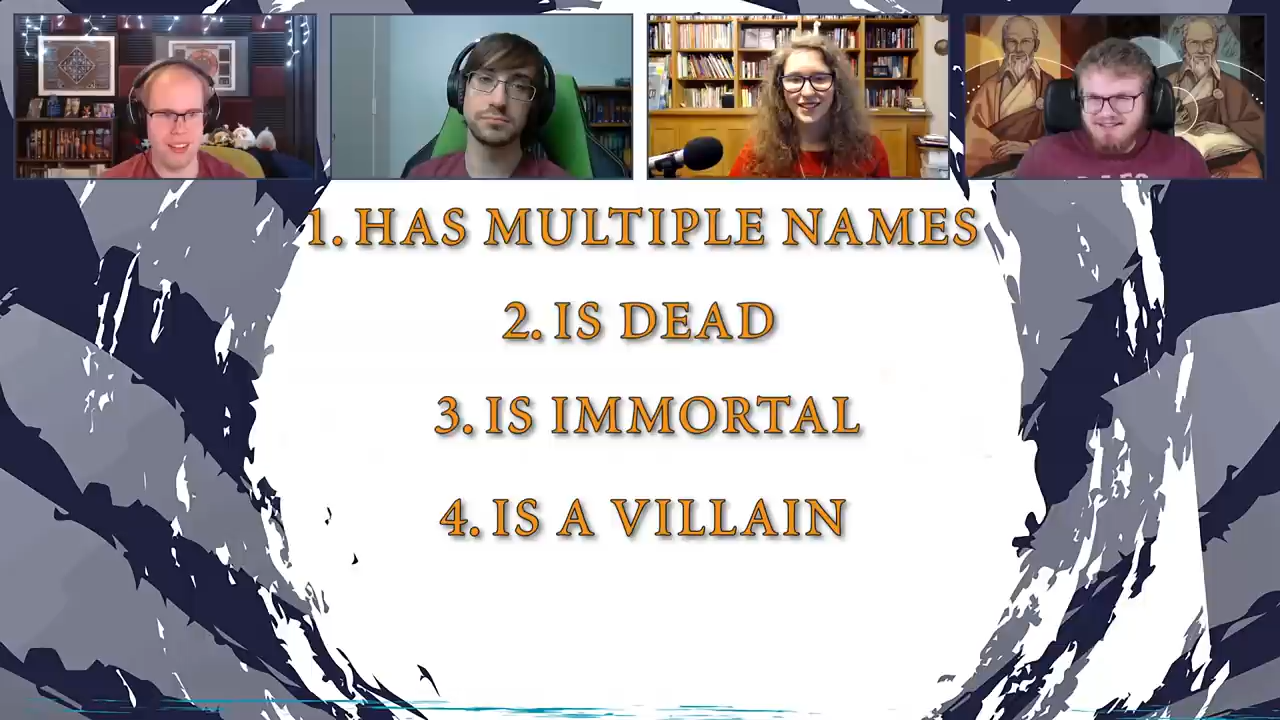 1. HAS MULTIPLE NAMES
2. IS DEAD
3. IS IMMORTAL
4. IS A VILLAIN